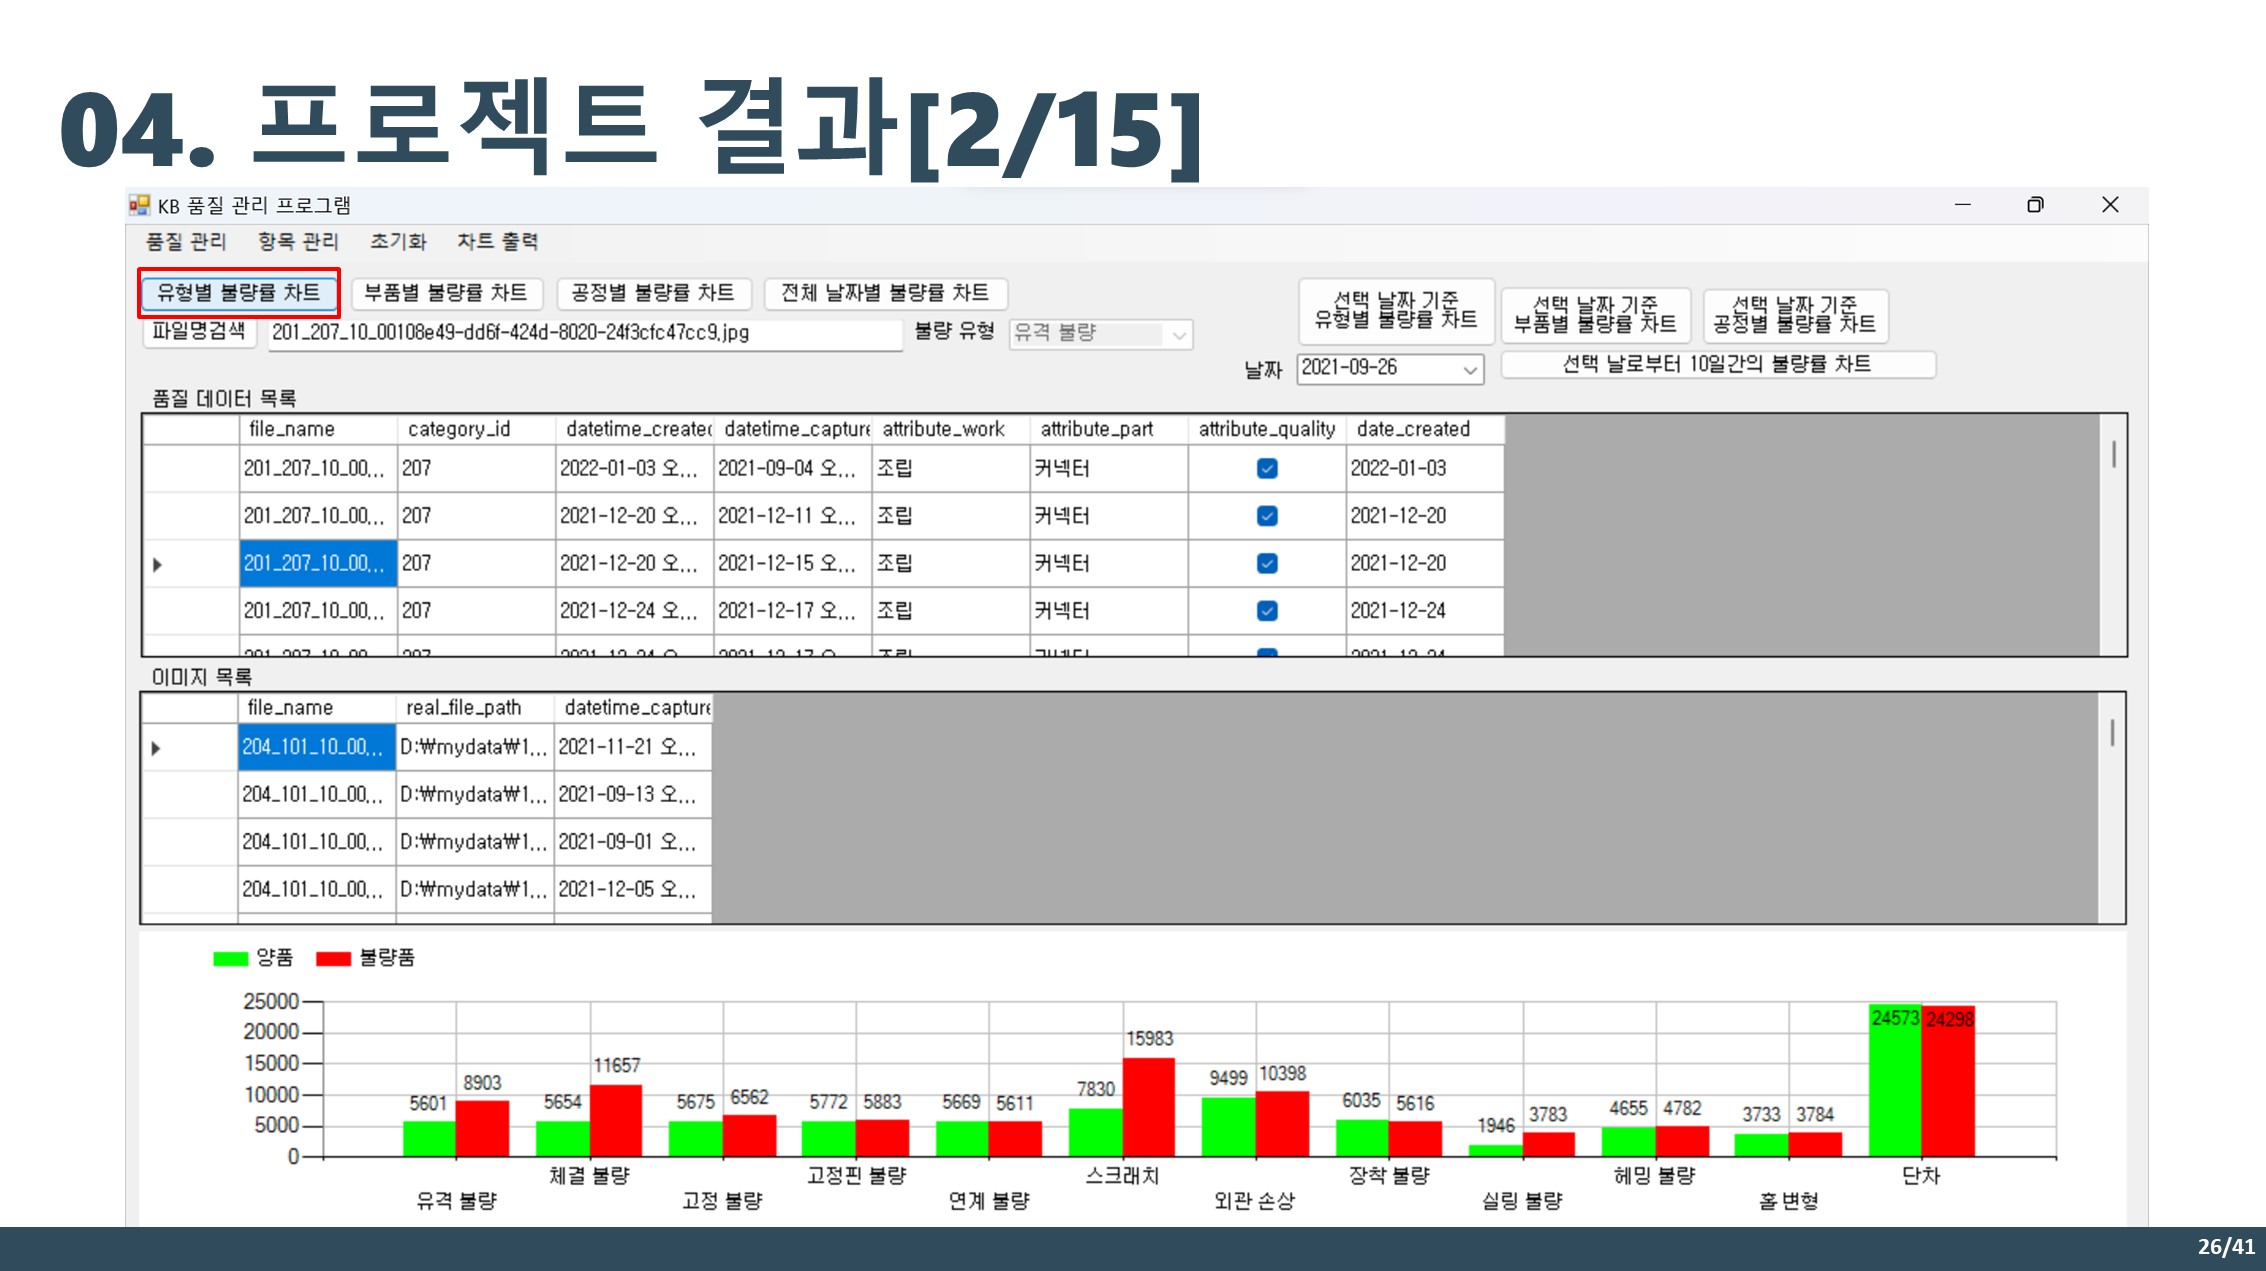 04. 프로젝트 결과[2/15]
KB 품질 관리 프로그램
품질 관리 항목 관리 초기화 차트 출력
유형별 불량률 차트 부품별 불량률 차트 공정별 불량률 차트 전체 날짜별 불량률 차트
선택 날짜 기준
유형별 불량률 차트
선택 날짜 기준
부품별 불량률 차트
선택 날짜 기준
공정별 불량률 차트
파일명검색 201_207_10_00108e49-dd6f-424d-8020-24f3cfc47cc9.jpg 불량 유형 유격 불량
날짜 2021-09-26 선택 날로부터 10일간의 불량률 차트
품질 데이터 목록
file_name category_id datetime_created datetime_capture attribute_work attribute_part attribute_quality date_created
201_207_10_00... 207 2022-01-03 오... 2021-09-04 오... 조립 커넥터 2022-01-03
201_207_10_00... 207 2021-12-20 오... 2021-12-11 오... 조립 커넥터 2021-12-20
201_207_10_00... 207 2021-12-20 오... 2021-12-15 오... 조립 커넥터 2021-12-20
201_207_10_00... 207 2021-12-24 오... 2021-12-17 오... 조립 커넥터 2021-12-24
이미지 목록
file_name real_file_path datetime_capture
204_101_10_00... D:₩mydata₩1... 2021-11-21 오...
204_101_10_00... D:₩mydata₩1... 2021-09-13 오...
204_101_10_00... D:₩mydata₩1... 2021-09-01 오...
204_101_10_00... D:₩mydata₩1... 2021-12-05 오...
양품 불량품
25000
20000
15000
10000
5000
0
5601 8903
5654 11657
5675 6562
5772 5883
5669 5611
7830 15983
9499 10398
6035 5616
1946 3783
4655 4782
3733 3784
24573 24298
유격 불량 체결 불량 고정 불량 고정핀 불량 연계 불량 스크래치 외관 손상 장착 불량 실링 불량 헤밍 불량 홀 변형 단차
26/41